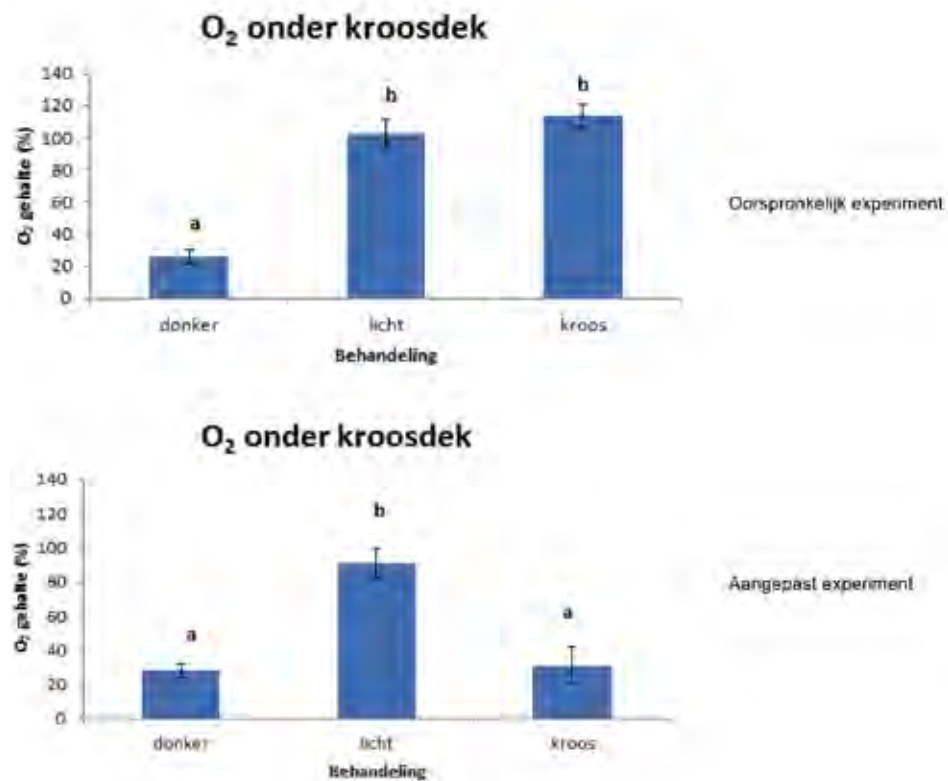 O₂ onder kroosdek
140
120
100
80
60
40
20
0
O₂ gehalte (%)
a
b
b
donker
licht
kroos
Behandeling
Oorspronkelijk experiment
O₂ onder kroosdek
140
120
100
80
60
40
20
0
O₂ gehalte (%)
a
b
a
donker
licht
kroos
Behandeling
Aangepast experiment